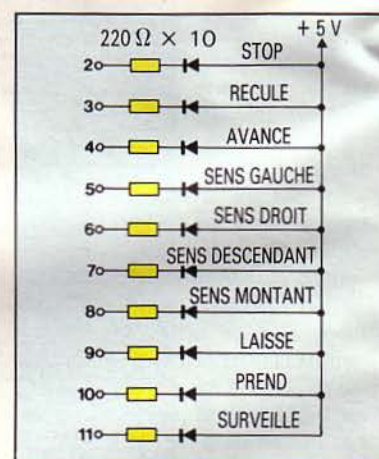 220 Ω × 10
+ 5 V
2 STOP
3 RECULE
4 AVANCE
5 SENS GAUCHE
6 SENS DROIT
7 SENS DESCENDANT
8 SENS MONTANT
9 LAISSE
10 PREND
11 SURVEILLE